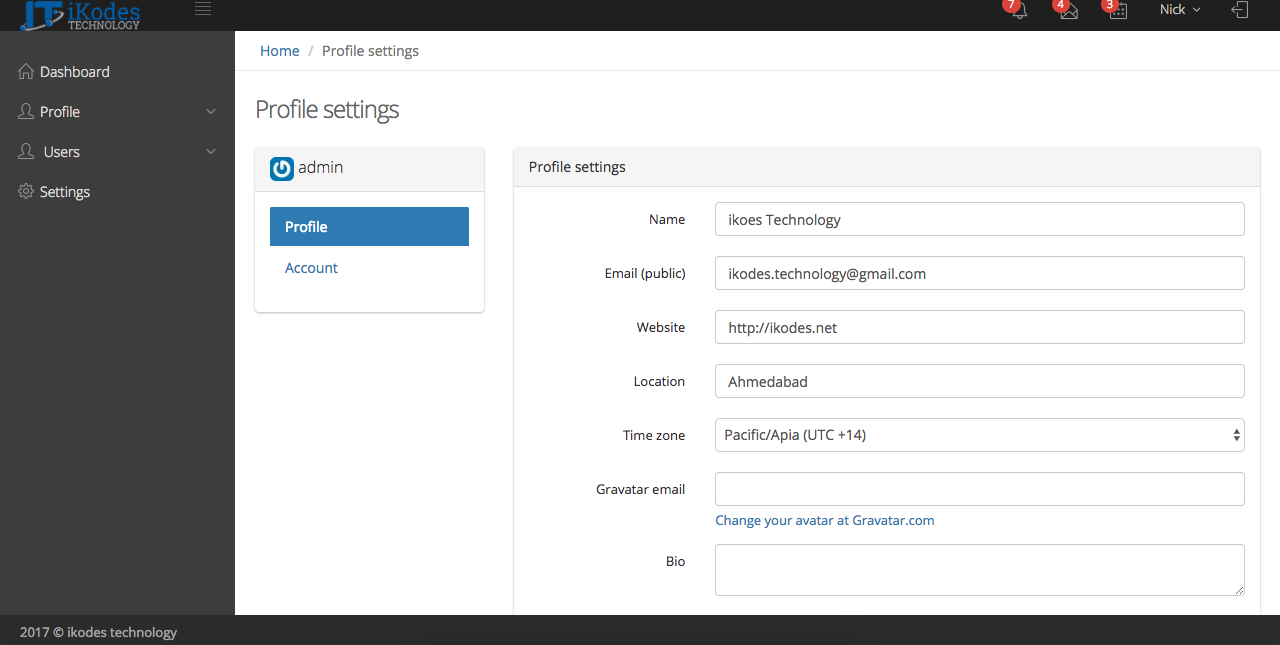 iKodes
TECHNOLOGY
7
4
3
Nick
Dashboard
Profile
Users
Settings
Home / Profile settings
Profile settings
admin
Profile
Account
Profile settings
Name
ikoes Technology
Email (public)
ikodes.technology@gmail.com
Website
http://ikodes.net
Location
Ahmedabad
Time zone
Pacific/Apia (UTC +14)
Gravatar email
Change your avatar at Gravatar.com
Bio
2017 © ikodes technology